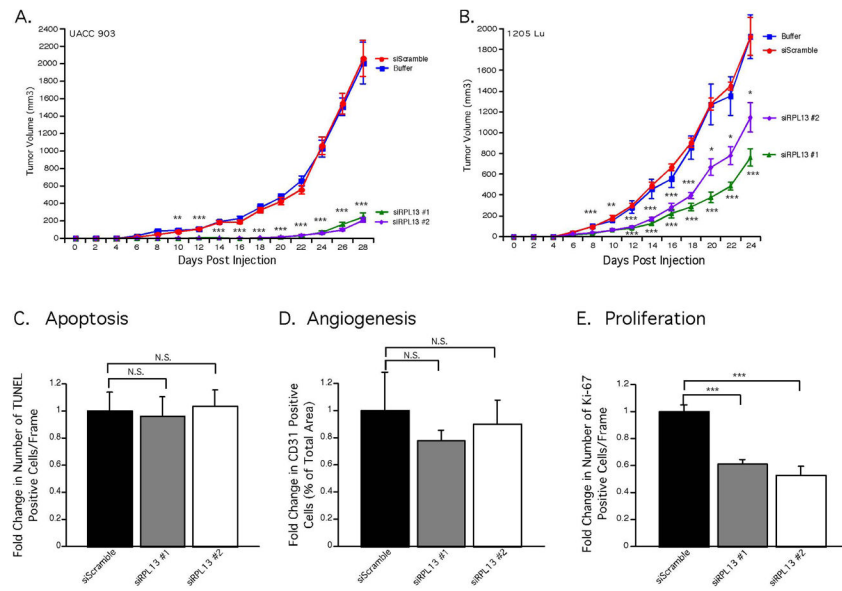 A.
UACC 903
Tumor Volume (mm3)
2400
2200
2000
1800
1600
1400
1200
1000
800
600
400
200
0
siScramble
Buffer
siRPL13 #1
siRPL13 #2
** *** *** *** *** *** *** *** *** ***
0 2 4 6 8 10 12 14 16 18 20 22 24 26 28
Days Post Injection
B.
1205 Lu
Tumor Volume (mm3)
2000
1800
1600
1400
1200
1000
800
600
400
200
0
Buffer
siScramble
siRPL13 #2
siRPL13 #1
*** ** *** *** *** *** * * *
*** *** *** *** *** *** ***
0 2 4 6 8 10 12 14 16 18 20 22 24
Days Post Injection
C. Apoptosis
Fold Change in Number of TUNEL
Positive Cells/Frame
1.2
1
0.8
0.6
0.4
0.2
0
N.S.
N.S.
siScramble
siRPL13 #1
siRPL13 #2
D. Angiogenesis
Fold Change in CD31 Positive
Cells (% of Total Area)
1.2
1
0.8
0.6
0.4
0.2
0
N.S.
N.S.
siScramble
siRPL13 #1
siRPL13 #2
E. Proliferation
Fold Change in Number of Ki-67
Positive Cells/Frame
1.2
1
0.8
0.6
0.4
0.2
0
***
***
siScramble
siRPL13 #1
siRPL13 #2